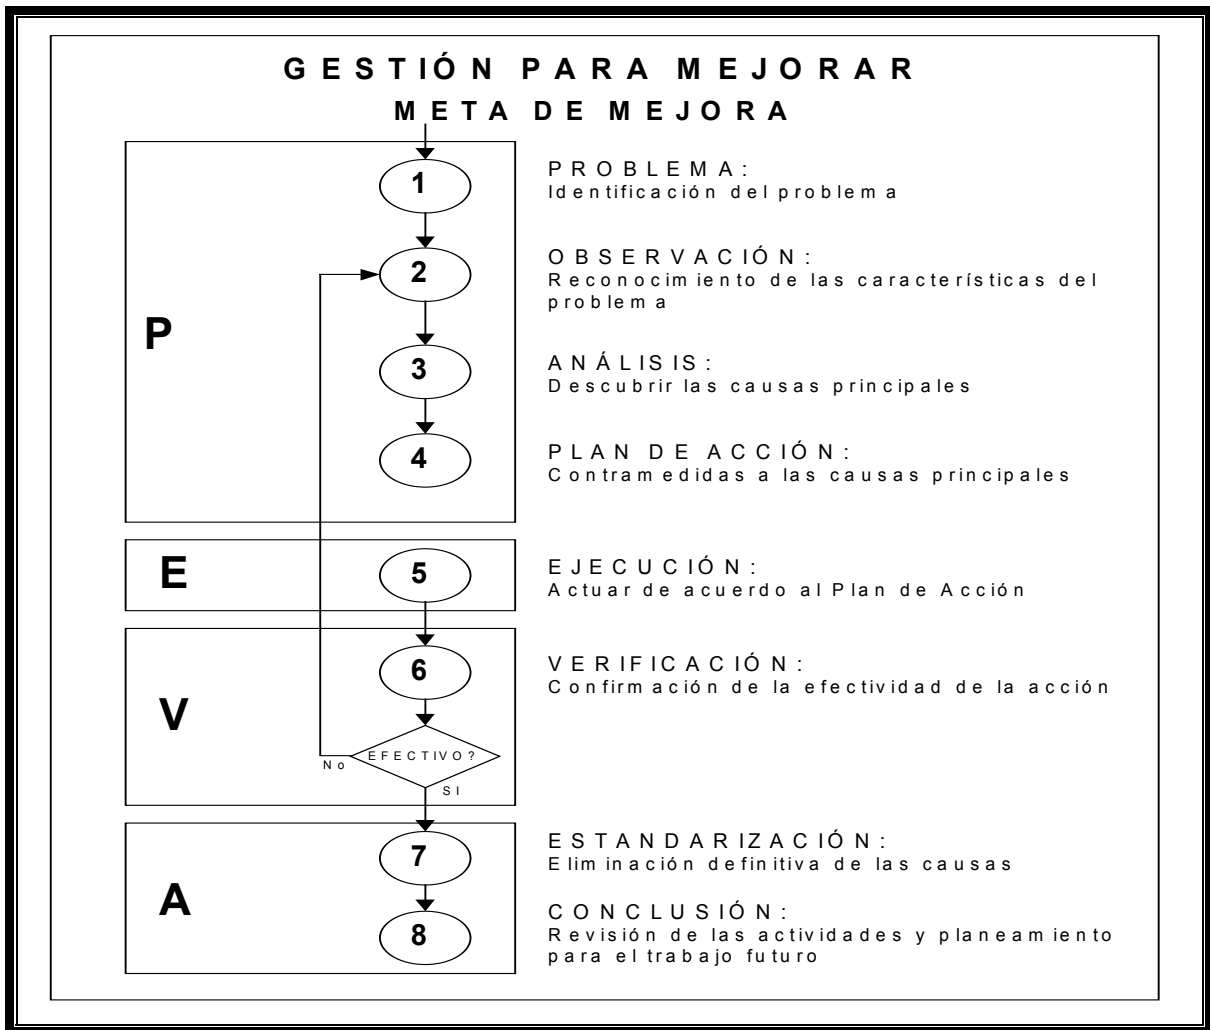 GESTIÓN PARA MEJORAR
META DE MEJORA
P
1
PROBLEMA:
Identificación del problema
2
OBSERVACIÓN:
Reconocimiento de las características del
problema
3
ANÁLISIS:
Descubrir las causas principales
4
PLAN DE ACCIÓN:
Contramedidas a las causas principales
E
5
EJECUCIÓN:
Actuar de acuerdo al Plan de Acción
V
6
VERIFICACIÓN:
Confirmación de la efectividad de la acción
EFECTIVO?
No
SI
A
7
ESTANDARIZACIÓN:
Eliminación definitiva de las causas
8
CONCLUSIÓN:
Revisión de las actividades y planeamiento
para el trabajo futuro